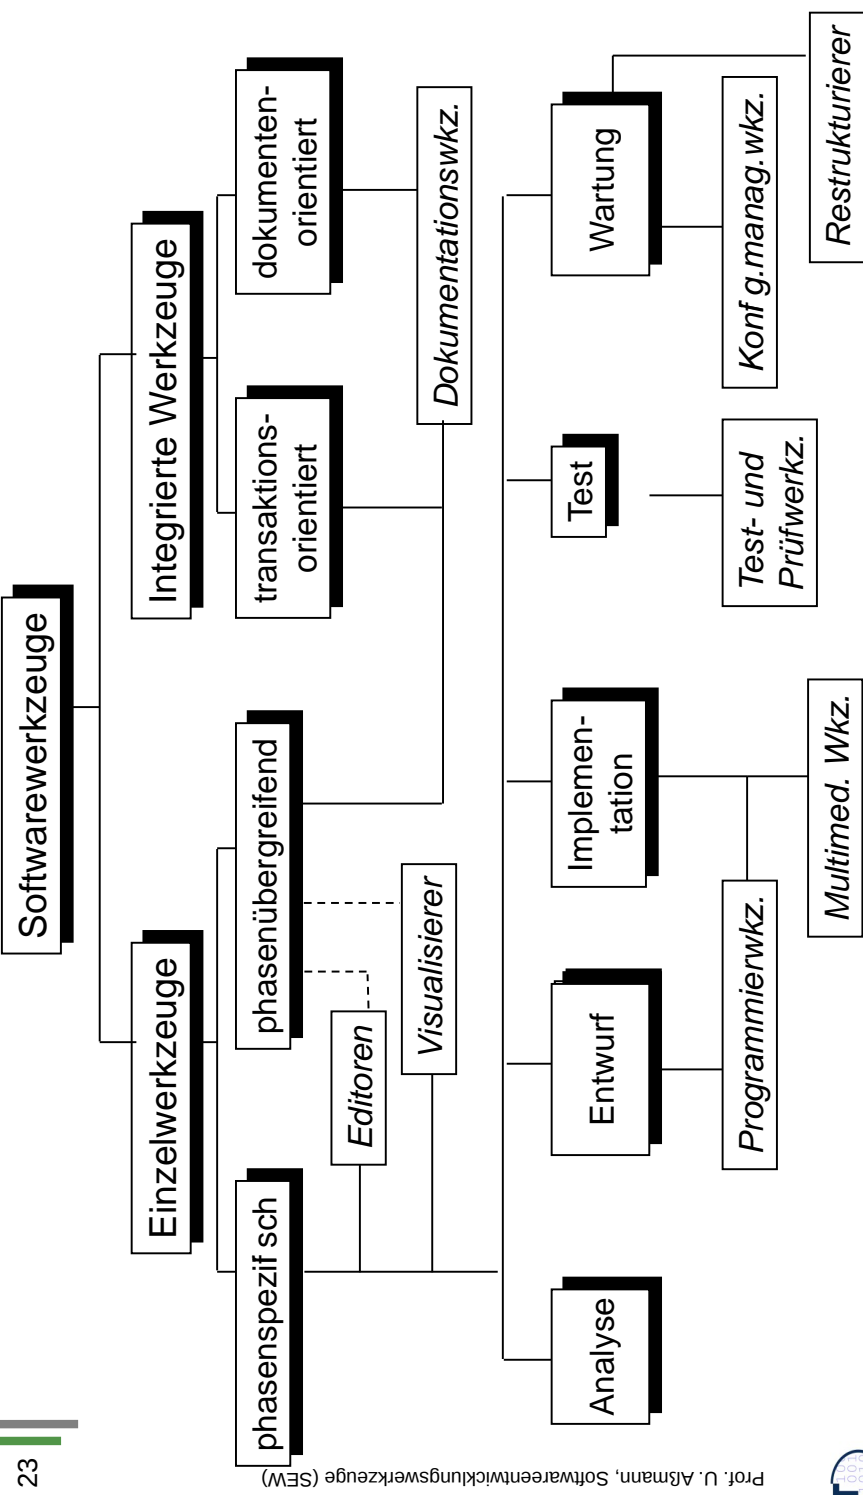 Softwarewerkzeuge
Einzelwerkzeuge
Integrierte Werkzeuge
phasenspezif sch
phasenübergreifend
transaktions-
orientiert
dokumenten-
orientiert
Editoren
Visualisierer
Dokumentationswkz.
Analyse
Entwurf
Implemen-
tation
Test
Wartung
Programmierwkz.
Test- und
Prüfwerkz.
Konf g.manag.wkz.
Multimed. Wkz.
Restrukturierer
23
Prof. U. Aßmann, Softwareentwicklungswerkzeuge (SEW)